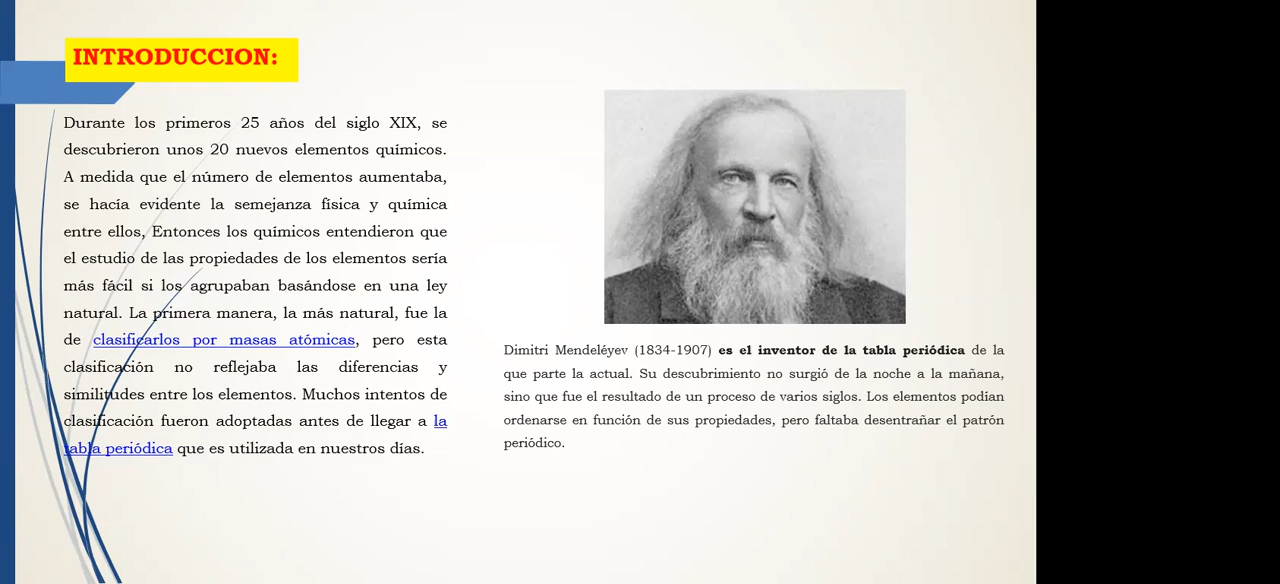 INTRODUCCION:
Durante los primeros 25 años del siglo XIX, se
descubrieron unos 20 nuevos elementos químicos.
A medida que el número de elementos aumentaba,
se hacía evidente la semejanza física y química
entre ellos, Entonces los químicos entendieron que
el estudio de las propiedades de los elementos sería
más fácil si los agrupaban basándose en una ley
natural. La primera manera, la más natural, fue la
de clasificarlos por masas atómicas, pero esta
clasificación no reflejaba las diferencias y
similitudes entre los elementos. Muchos intentos de
clasificación fueron adoptadas antes de llegar a la
tabla periódica que es utilizada en nuestros días.
Dimitri Mendeléyev (1834-1907) es el inventor de la tabla periódica de la
que parte la actual. Su descubrimiento no surgió de la noche a la mañana,
sino que fue el resultado de un proceso de varios siglos. Los elementos podían
ordenarse en función de sus propiedades, pero faltaba desentrañar el patrón
periódico.